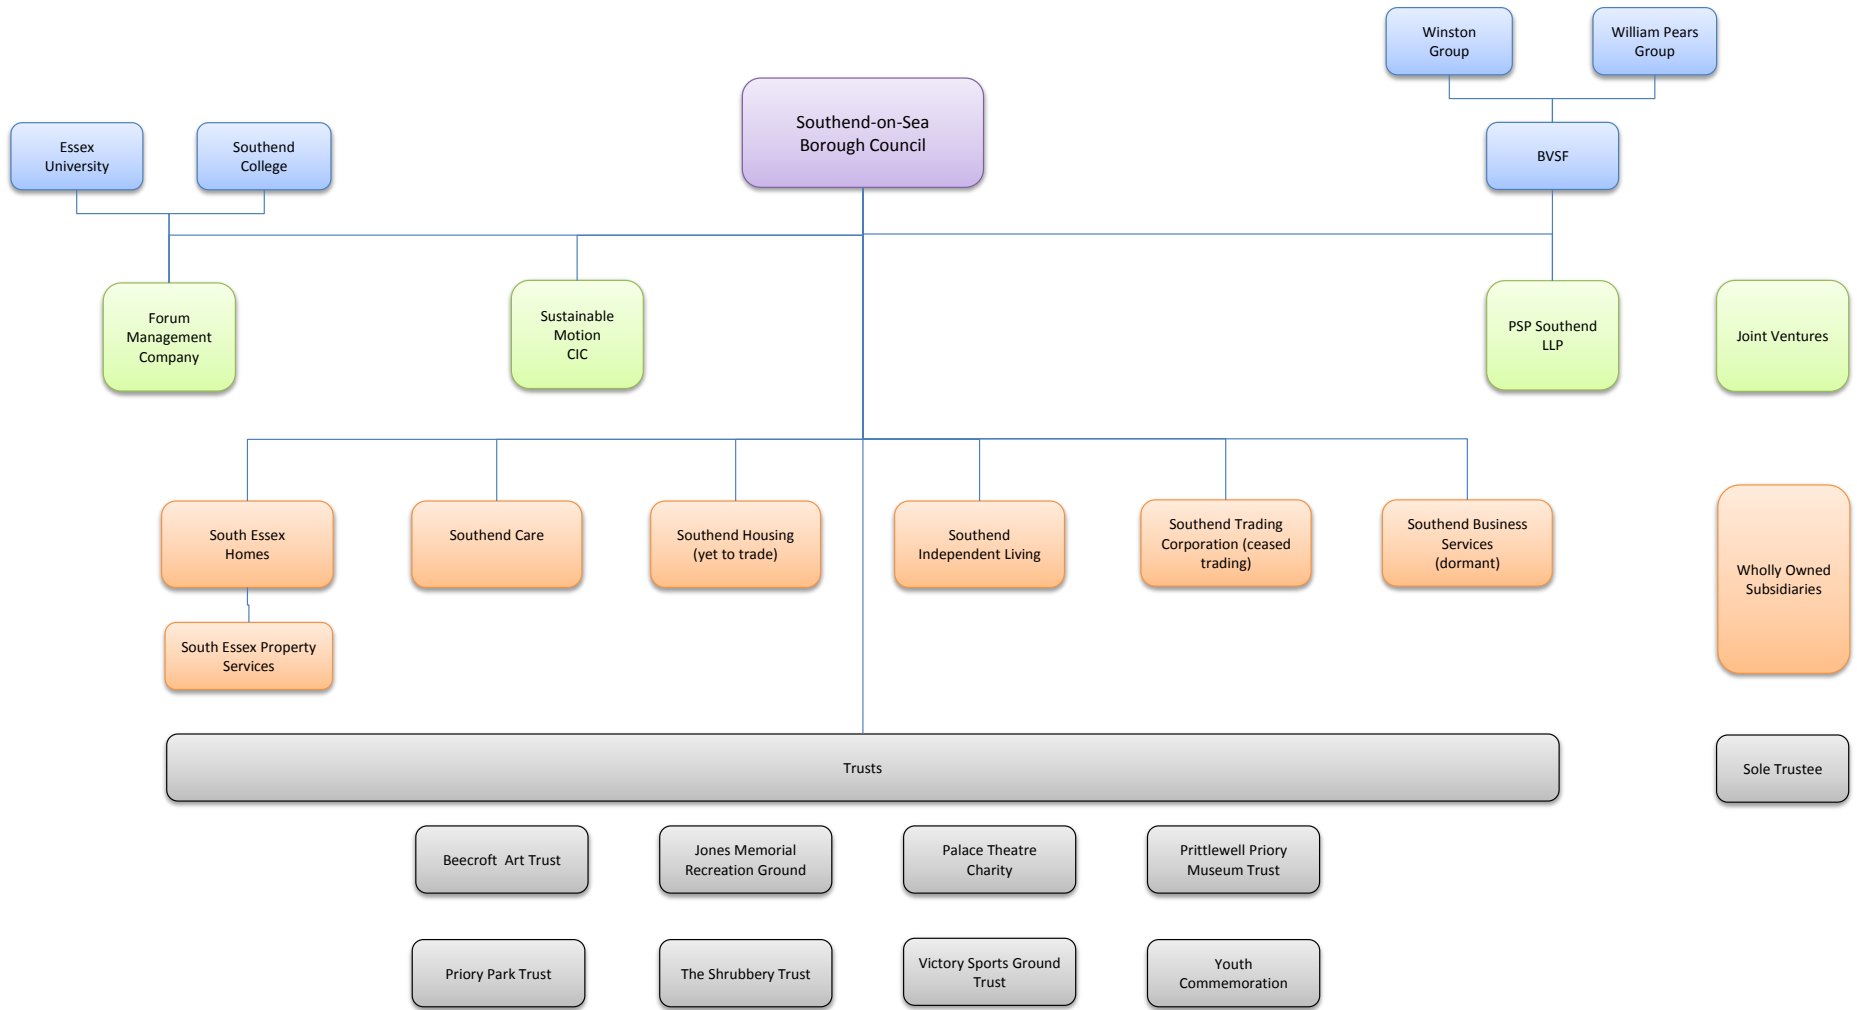 Winston
Group
William Pears
Group
Southend-on-Sea
Borough Council
Essex
University
Southend
College
BVSF
Forum
Management
Company
Sustainable
Motion
CIC
PSP Southend
LLP
Joint Ventures
South Essex
Homes
Southend Care
Southend Housing
(yet to trade)
Southend
Independent Living
Southend Trading
Corporation (ceased
trading)
Southend Business
Services
(dormant)
Wholly Owned
Subsidiaries
South Essex Property
Services
Trusts
Sole Trustee
Beecroft  Art Trust
Jones Memorial
Recreation Ground
Palace Theatre
Charity
Prittlewell Priory
Museum Trust
Priory Park Trust
The Shrubbery Trust
Victory Sports Ground
Trust
Youth
Commemoration